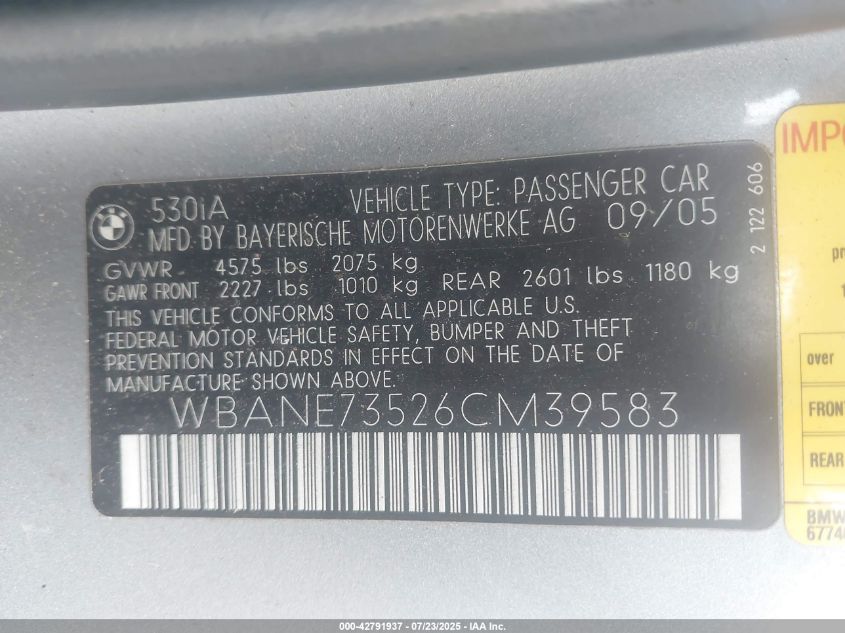 BMW
530iA VEHICLE TYPE: PASSENGER CAR
MFD BY BAYERISCHE MOTORENWERKE AG 09/05
GVWR 4575 lbs 2075 kg
GAWR FRONT 2227 lbs 1010 kg REAR 2601 lbs 1180 kg
THIS VEHICLE CONFORMS TO ALL APPLICABLE U.S.
FEDERAL MOTOR VEHICLE SAFETY, BUMPER AND THEFT
PREVENTION STANDARDS IN EFFECT ON THE DATE OF
MANUFACTURE SHOWN ABOVE.
WBANE73526CM39583
2 122 606
over
FRONT
REAR
BMW
000-42791937 - 07/23/2025 - IAA Inc.